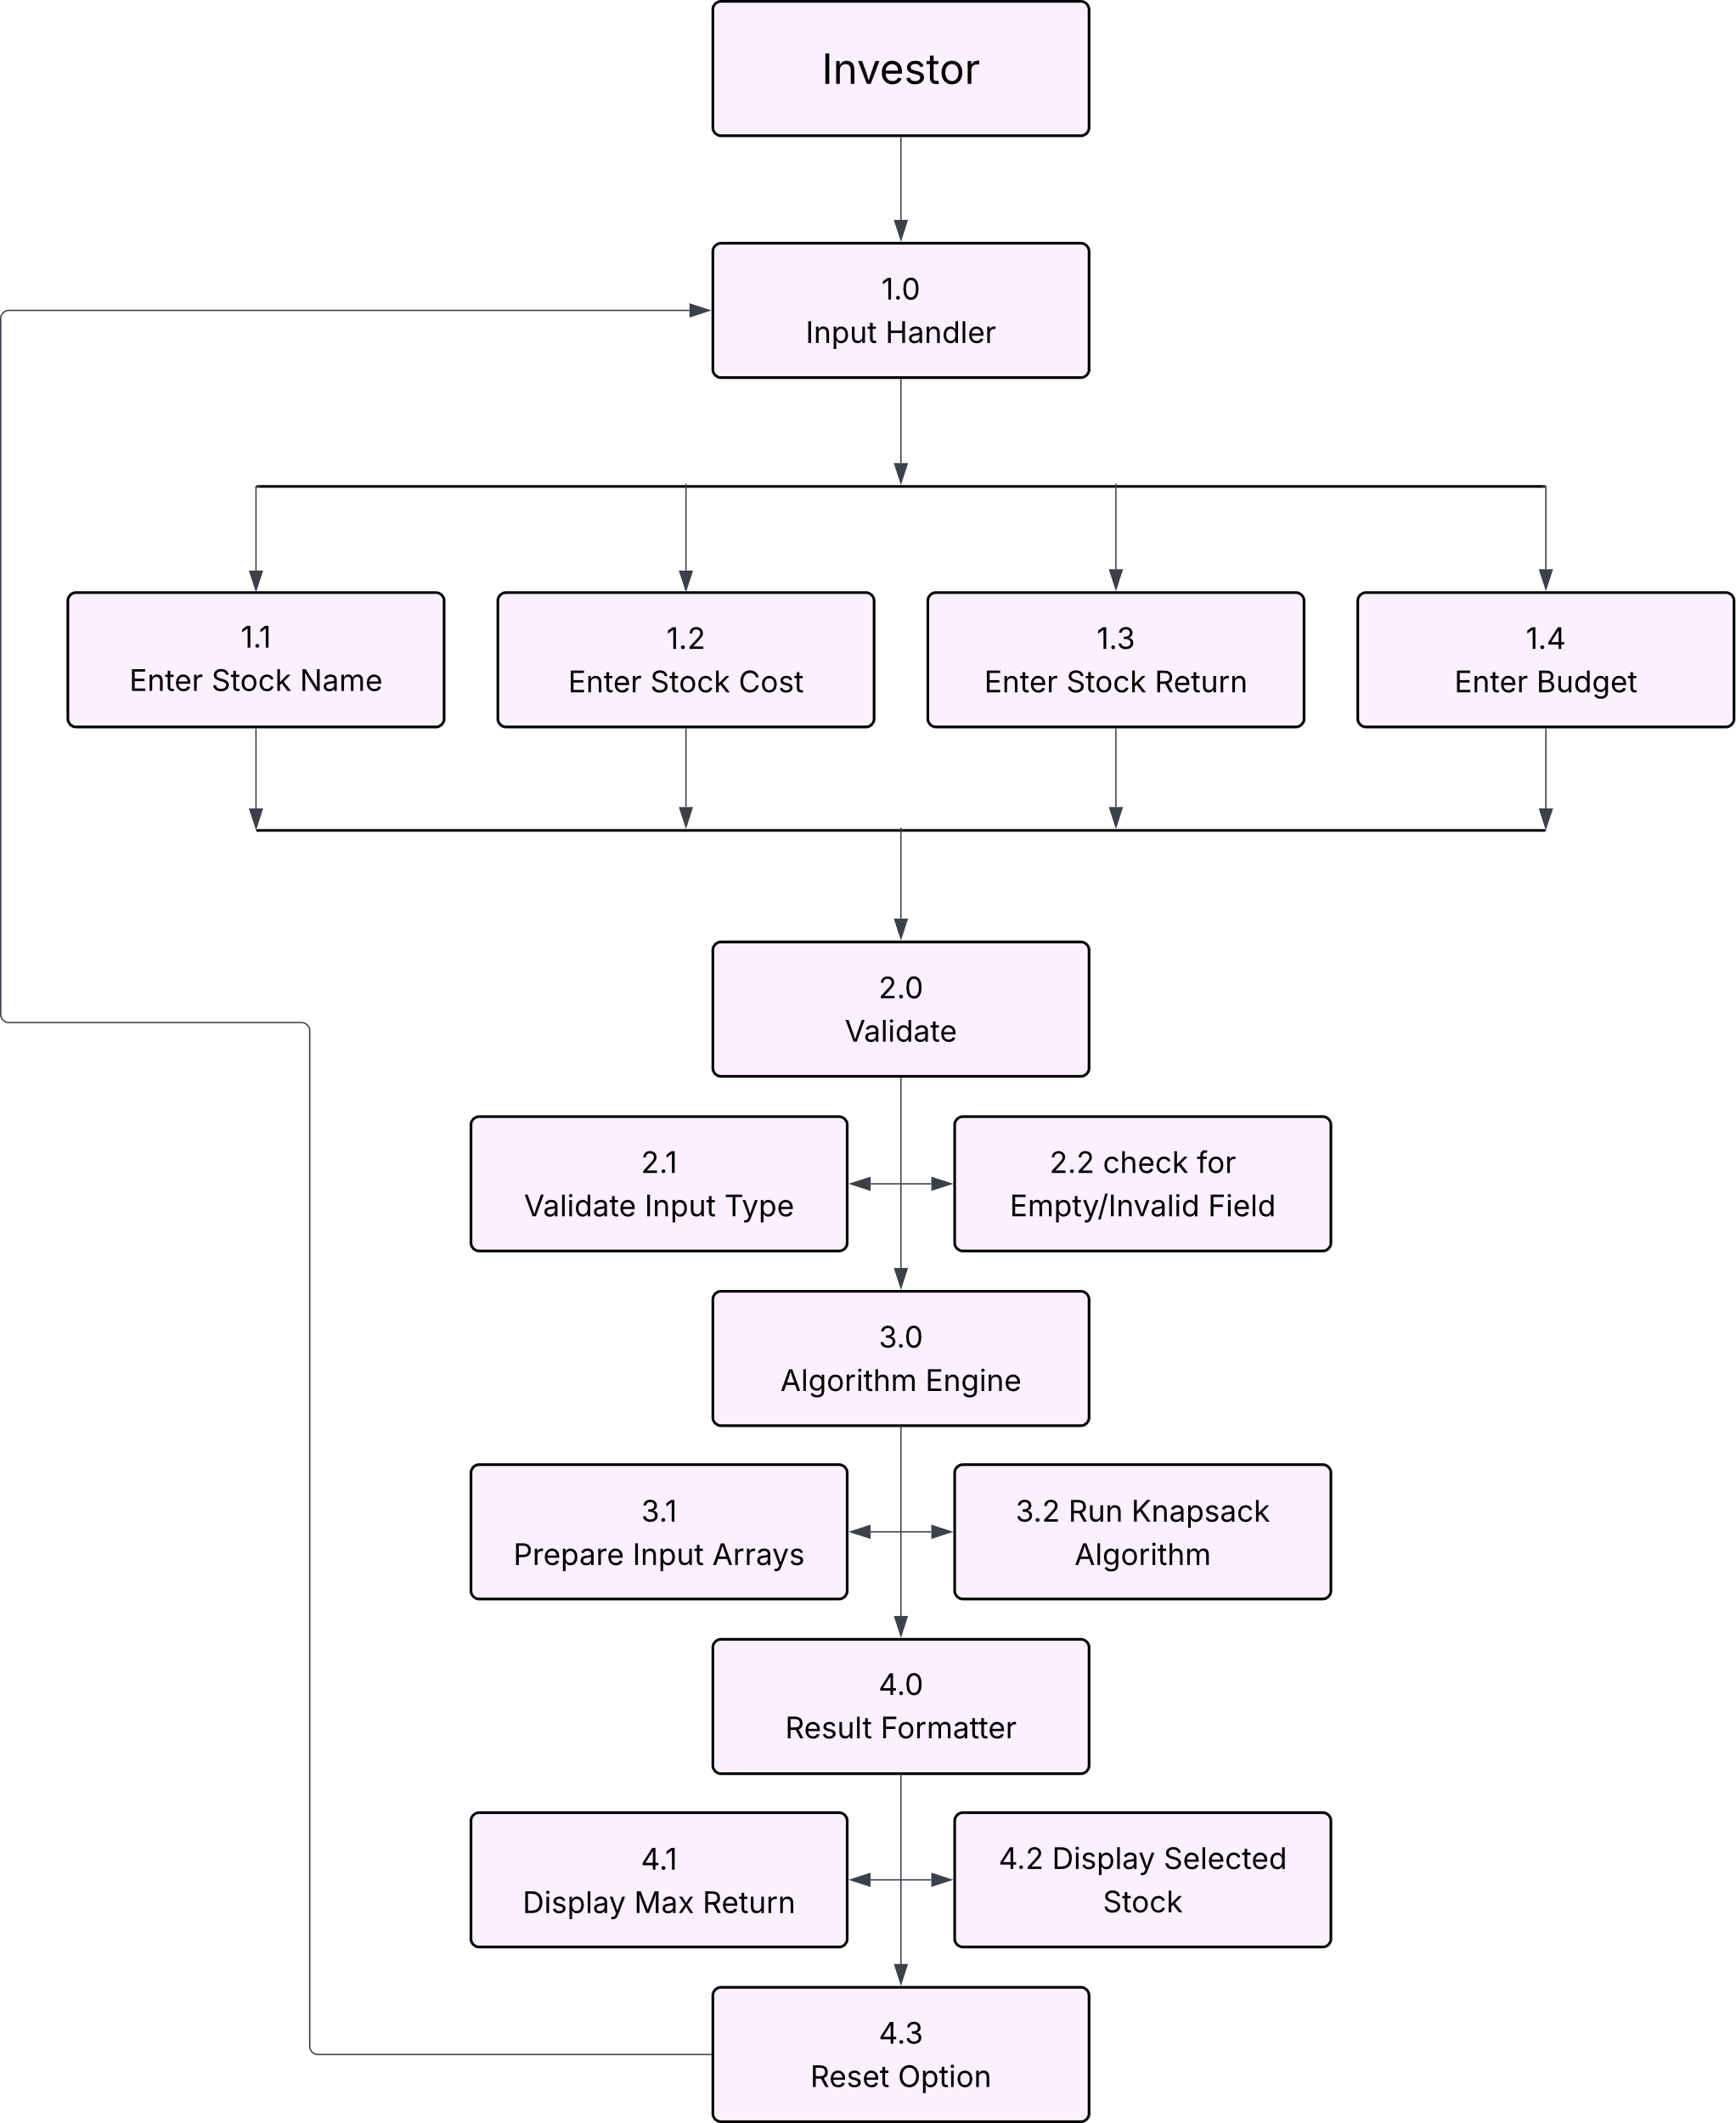 Investor
1.0
Input Handler
1.1
Enter Stock Name
1.2
Enter Stock Cost
1.3
Enter Stock Return
1.4
Enter Budget
2.0
Validate
2.1
Validate Input Type
2.2 check for
Empty/Invalid Field
3.0
Algorithm Engine
3.1
Prepare Input Arrays
3.2 Run Knapsack
Algorithm
4.0
Result Formatter
4.1
Display Max Return
4.2 Display Selected
Stock
4.3
Reset Option